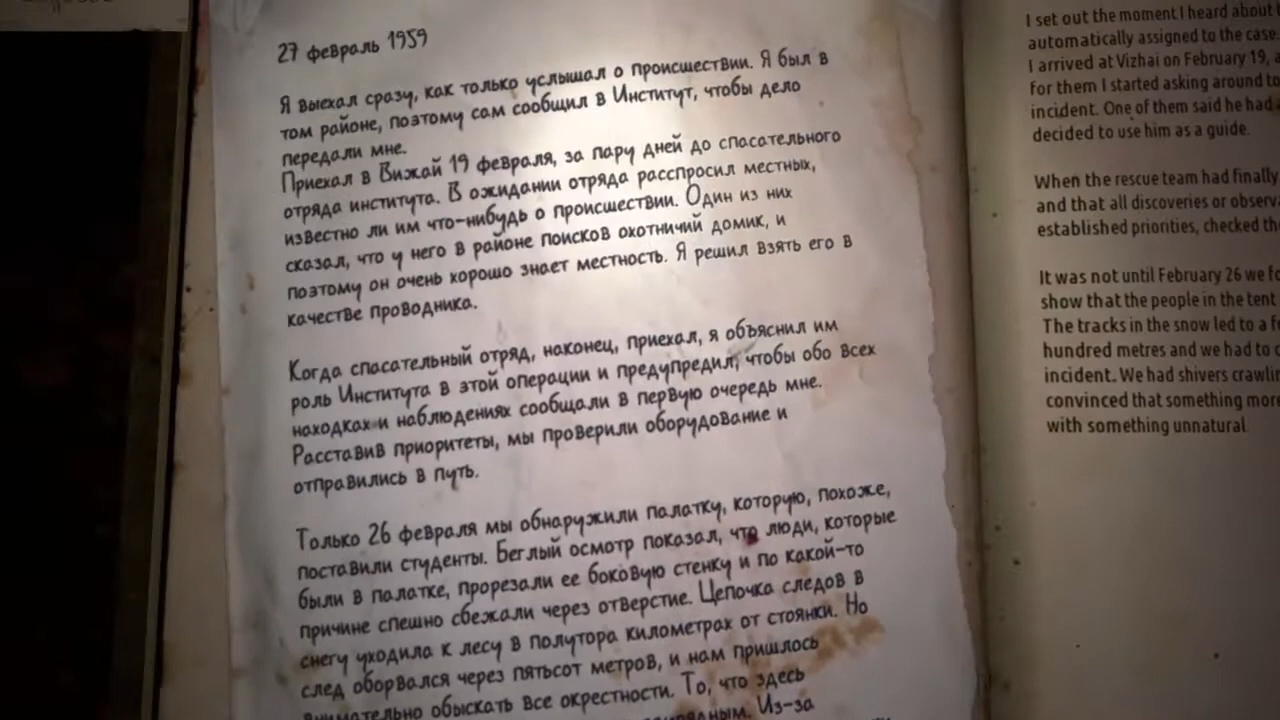 27 февраль 1959
Я выехал сразу, как только услышал о происшествии. Я был в
том районе, поэтому сам сообщил в Институт, чтобы дело
передали мне.
Приехал в Вижай 19 февраля, за пару дней до спасательного
отряда института. В ожидании отряда расспросил местных,
известно ли им что-нибудь о происшествии. Один из них
сказал, что у него в районе поисков охотничий домик, и
поэтому он очень хорошо знает местность. Я решил взять его в
качестве проводника.
Когда спасательный отряд, наконец, приехал, я объяснил им
роль Института в этой операции и предупредил, чтобы обо всех
находках и наблюдениях сообщали в первую очередь мне.
Расставив приоритеты, мы проверили оборудование и
отправились в путь.
Только 26 февраля мы обнаружили палатку, которую, похоже,
поставили студенты. Беглый осмотр показал, что люди, которые
были в палатке, прорезали ее боковую стенку и по какой-то
причине спешно сбежали через отверстие. Цепочка следов в
снегу уходила к лесу в полутора километрах от стоянки. Но
след оборвался через пятьсот метров, и нам пришлось
внимательно обыскать все окрестности. То, что здесь
Из-за
I set out the moment I heard about
automatically assigned to the case
I arrived at Vizhai on February 19,
for them I started asking around to
incident. One of them said he had
decided to use him as a guide.
When the rescue team had finally
and that all discoveries or
established priorities, checked
It was not until February 26 we
show that the people in the tent
The tracks in the snow led to a
hundred metres and we had to
incident. We had shivers
convinced that something more
with something unnatural